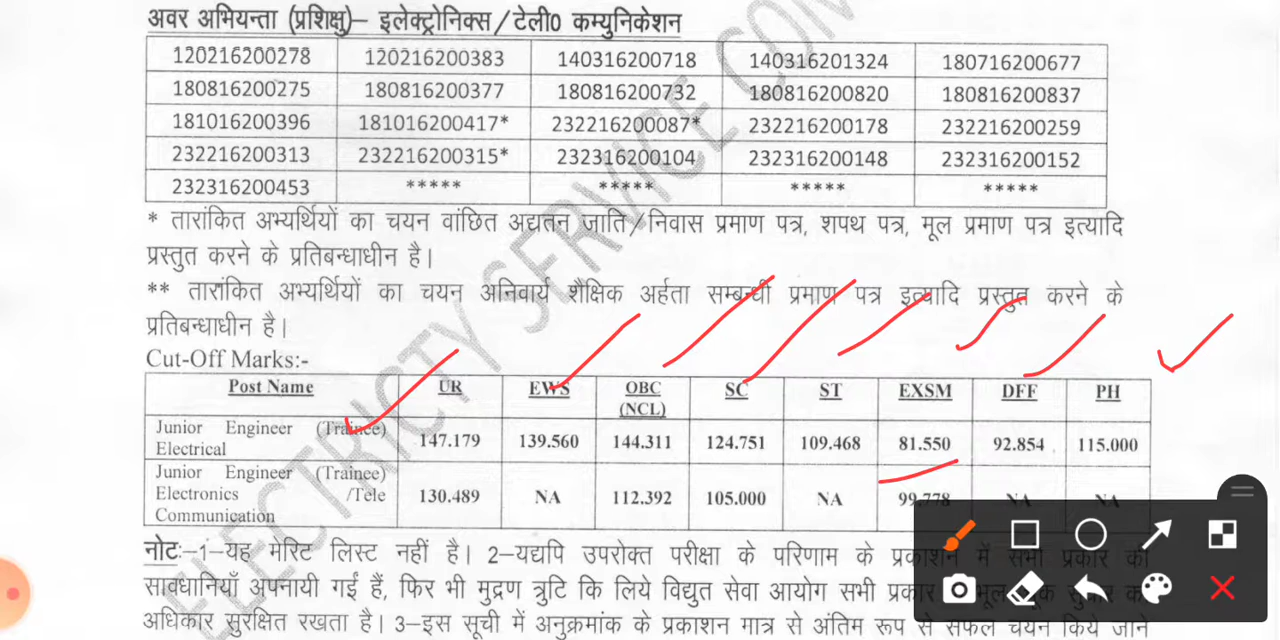 अवर अभियन्ता (प्रशिक्षु)– इलेक्ट्रोनिक्स/टेली0 कम्युनिकेशन
120216200278 120216200383 140316200718 140316201324 180716200677
180816200275 180816200377 180816200732 180816200820 180816200837
181016200396 181016200417* 232216200087* 232216200178 232216200259
232216200313 232216200315* 232316200104 232316200148 232316200152
232316200453 ***** ***** ***** *****
* तारांकित अभ्यर्थियों का चयन वांछित अद्यतन जाति/निवास प्रमाण पत्र, शपथ पत्र, मूल प्रमाण पत्र इत्यादि
प्रस्तुत करने के प्रतिबन्धाधीन है।
** तारांकित अभ्यर्थियों का चयन अनिवार्य शैक्षिक अर्हता सम्बन्धी प्रमाण पत्र इत्यादि प्रस्तुत करने के
प्रतिबन्धाधीन है।
Cut-Off Marks:-
Post Name UR EWS OBC (NCL) SC ST EXSM DFF PH
Junior Engineer (Trainee)
Electrical 147.179 139.560 144.311 124.751 109.468 81.550 92.854 115.000
Junior Engineer (Trainee)
Electronics /Tele 130.489 NA 112.392 105.000 NA 99.778 NA NA
Communication
नोटः–1–यह मेरिट लिस्ट नहीं है। 2–यद्यपि उपरोक्त परीक्षा के परिणाम के प्रकाशन में सभी प्रकार की
सावधानियाँ अपनायी गई हैं, फिर भी मुद्रण त्रुटि कि लिये विद्युत सेवा आयोग सभी प्रकार
अधिकार सुरक्षित रखता है। 3–इस सूची में अनुक्रमांक के प्रकाशन मात्र से अंतिम रूप से सफल चयन किये जाने
ELECTRICTY SERVICE COM